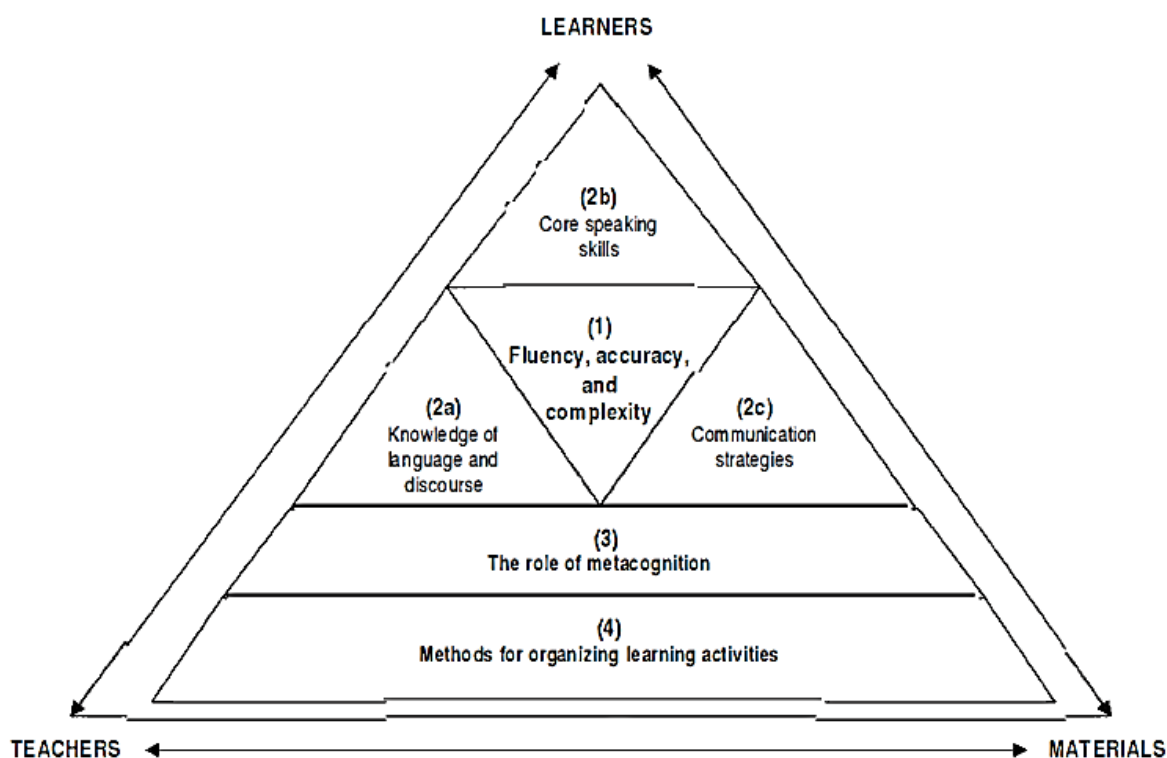 LEARNERS
(2b)
Core speaking
skills
(1)
Fluency, accuracy,
and
complexity
(2a)
Knowledge of
language and
discourse
(2c)
Communication
strategies
(3)
The role of metacognition
(4)
Methods for organizing learning activities
TEACHERS
MATERIALS